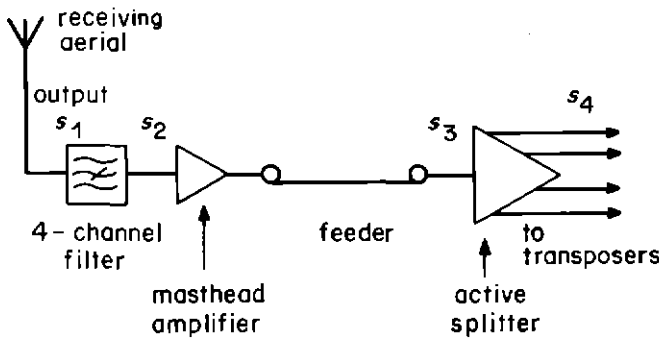 receiving
aerial
output
s1
s2
s3
s4
4-channel
filter
feeder
to
transposers
masthead
amplifier
active
splitter